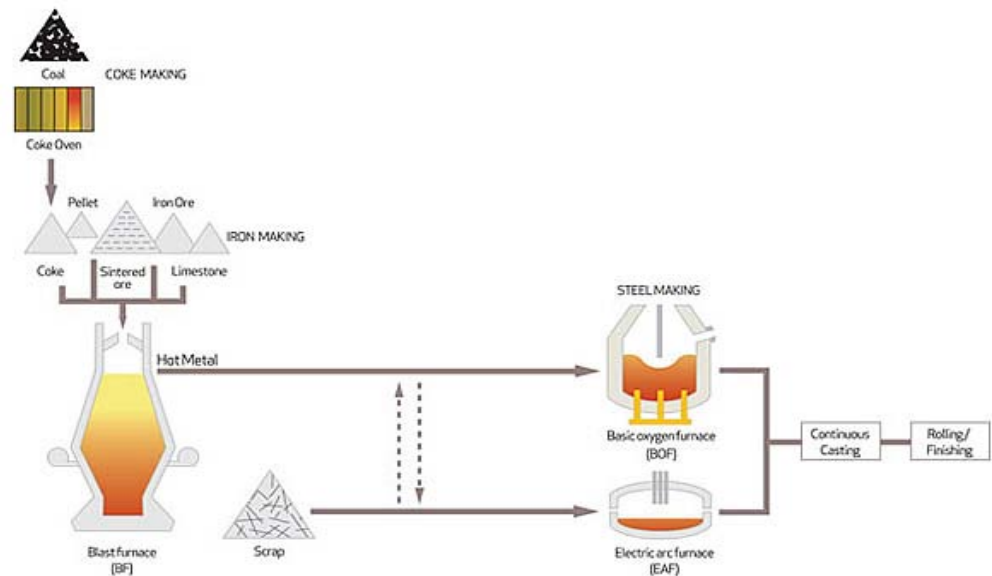 Coal
COKE MAKING
Coke Oven
Pellet
Iron Ore
IRON MAKING
Coke
Sintered
ore
Limestone
Hot Metal
STEEL MAKING
Basic oxygen furnace
(BOF)
Continuous
Casting
Rolling/
Finishing
Scrap
Blast furnace
(BF)
Electric arc furnace
(EAF)